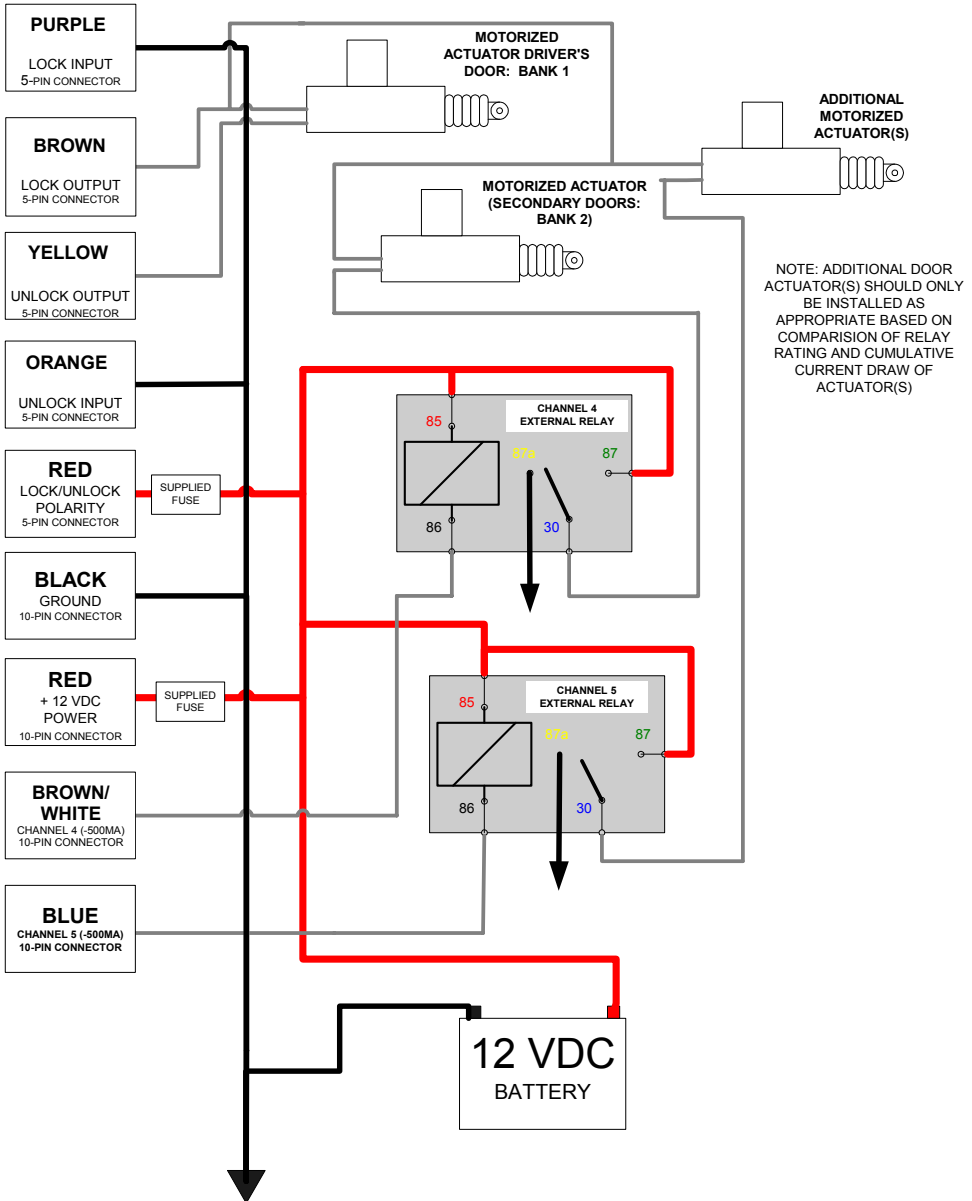 PURPLE
LOCK INPUT
5-PIN CONNECTOR
BROWN
LOCK OUTPUT
5-PIN CONNECTOR
YELLOW
UNLOCK OUTPUT
5-PIN CONNECTOR
ORANGE
UNLOCK INPUT
5-PIN CONNECTOR
RED
LOCK/UNLOCK
POLARITY
5-PIN CONNECTOR
SUPPLIED
FUSE
BLACK
GROUND
10-PIN CONNECTOR
RED
+ 12 VDC
POWER
10-PIN CONNECTOR
SUPPLIED
FUSE
BROWN/
WHITE
CHANNEL 4 (-500MA)
10-PIN CONNECTOR
BLUE
CHANNEL 5 (-500MA)
10-PIN CONNECTOR
MOTORIZED
ACTUATOR DRIVER'S
DOOR: BANK 1
ADDITIONAL
MOTORIZED
ACTUATOR(S)
MOTORIZED ACTUATOR
(SECONDARY DOORS:
BANK 2)
NOTE: ADDITIONAL DOOR
ACTUATOR(S) SHOULD ONLY
BE INSTALLED AS
APPROPRIATE BASED ON
COMPARISION OF RELAY
RATING AND CUMULATIVE
CURRENT DRAW OF
ACTUATOR(S)
CHANNEL 4
EXTERNAL RELAY
85
87a
87
86
30
CHANNEL 5
EXTERNAL RELAY
85
87a
87
86
30
12 VDC
BATTERY